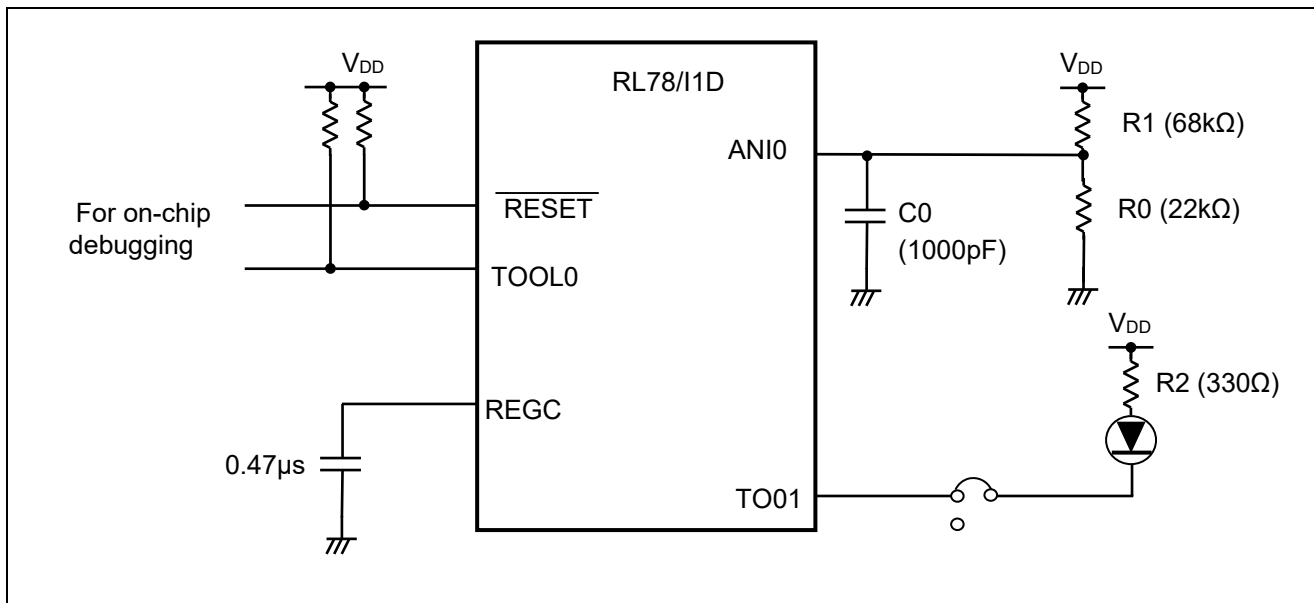 VDD
RL78/I1D
VDD
R1 (68kΩ)
ANI0
For on-chip
debugging
RESET
C0
(1000pF)
R0 (22kΩ)
TOOL0
VDD
R2 (330Ω)
REGC
0.47μs
TO01